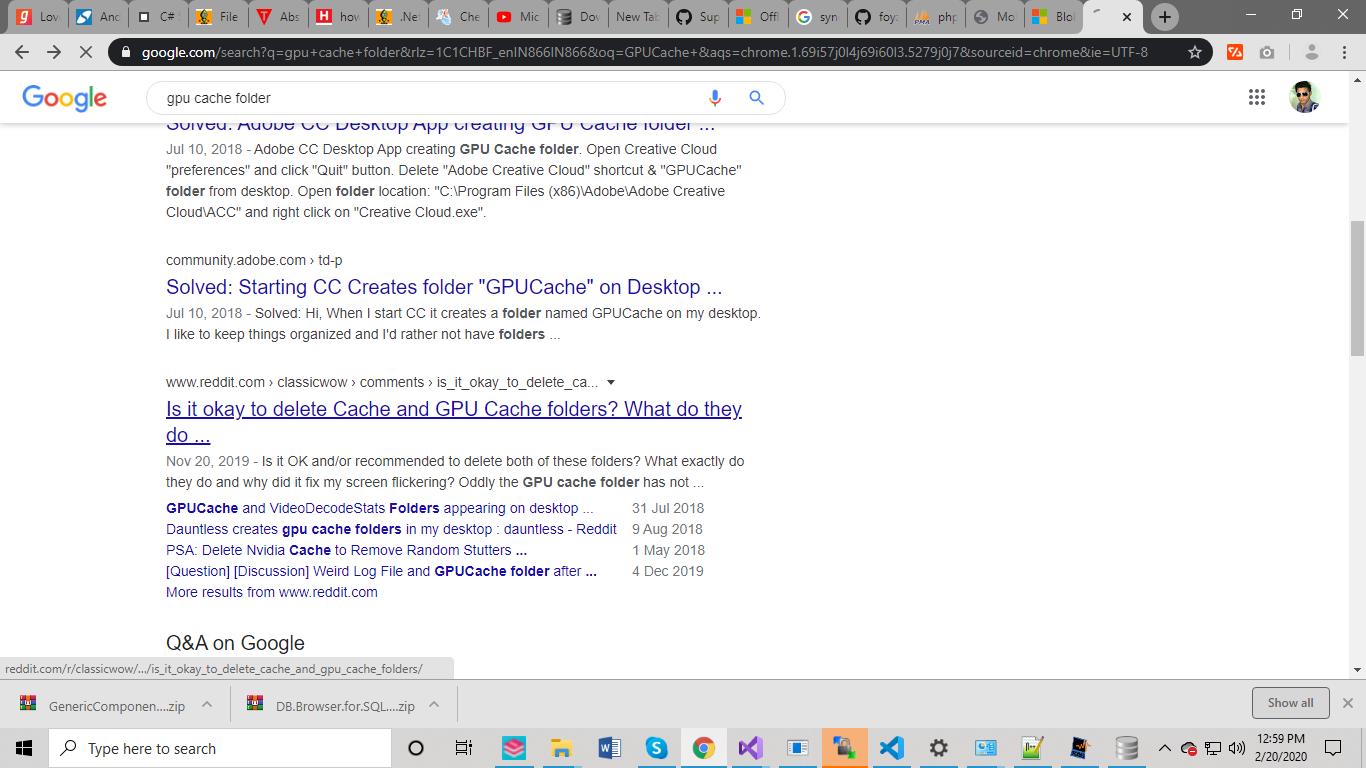 Love
And
C# S
File
Abs
how
.Net
Che
Mic
Dov
New Tab
Sup
Offi
syn
foy
php
Mo
Blo
google.com/search?q=gpu+cache+folder&rlz=1C1CHBF_enIN866IN866&oq=GPUCache+&aqs=chrome.1.69i57j0l4j69i60l3.5279j0j7&sourceid=chrome&ie=UTF-8
Google
gpu cache folder
Solved: Adobe CC Desktop App creating GPU Cache folder ...
Jul 10, 2018 - Adobe CC Desktop App creating GPU Cache folder. Open Creative Cloud
"preferences" and click "Quit" button. Delete "Adobe Creative Cloud" shortcut & "GPUCache"
folder from desktop. Open folder location: "C:\Program Files (x86)\Adobe\Adobe Creative
Cloud\ACC" and right click on "Creative Cloud.exe".
community.adobe.com › td-p
Solved: Starting CC Creates folder "GPUCache" on Desktop ...
Jul 10, 2018 - Solved: Hi, When I start CC it creates a folder named GPUCache on my desktop.
I like to keep things organized and I'd rather not have folders ...
www.reddit.com › classicwow › comments › is_it_okay_to_delete_ca...
Is it okay to delete Cache and GPU Cache folders? What do they
do ...
Nov 20, 2019 - Is it OK and/or recommended to delete both of these folders? What exactly do
they do and why did it fix my screen flickering? Oddly the GPU cache folder has not ...
GPUCache and VideoDecodeStats Folders appearing on desktop ... 31 Jul 2018
Dauntless creates gpu cache folders in my desktop : dauntless - Reddit 9 Aug 2018
PSA: Delete Nvidia Cache to Remove Random Stutters ... 1 May 2018
[Question] [Discussion] Weird Log File and GPUCache folder after ... 4 Dec 2019
More results from www.reddit.com
Q&A on Google
reddit.com/r/classicwow/.../is_it_okay_to_delete_cache_and_gpu_cache_folders/
GenericComponen....zip
DB.Browser.for.SQL....zip
Show all
Type here to search
12:59 PM
2/20/2020